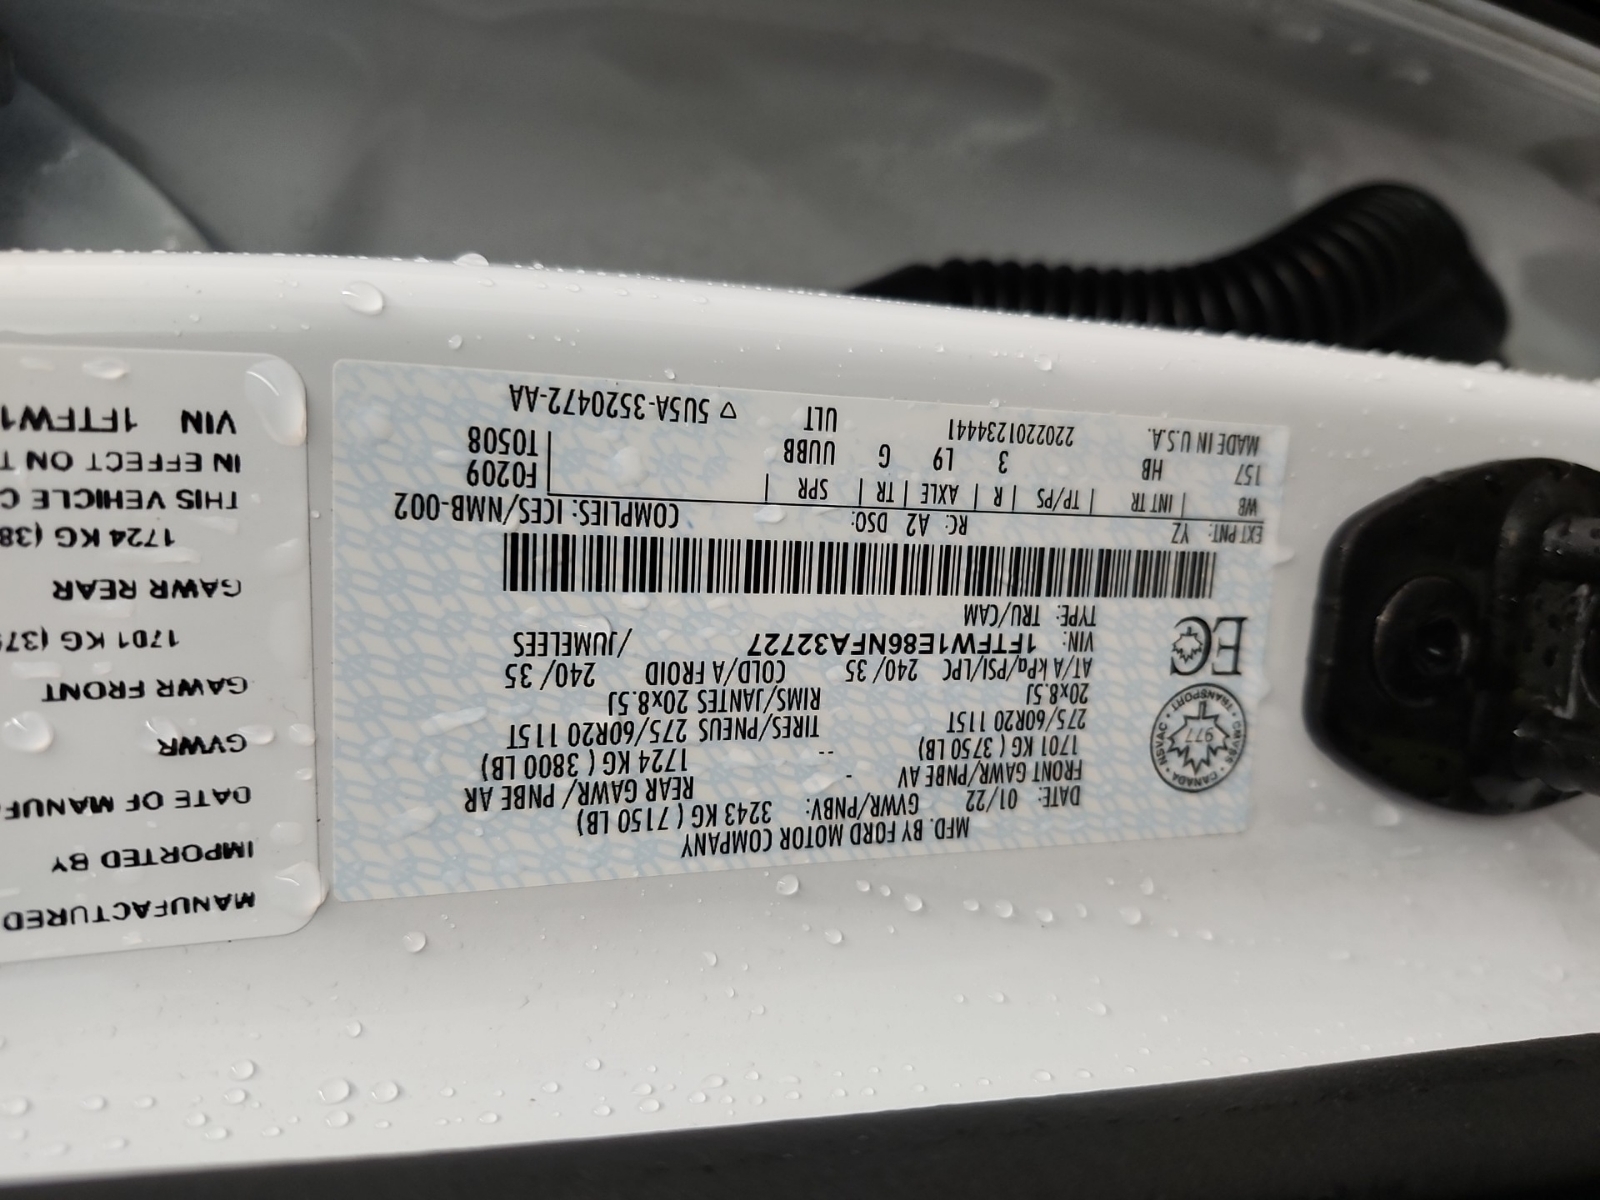 MFD. BY FORD MOTOR COMPANY
DATE: 01/22 GVWR/PNBV: 3243 KG ( 7150 LB)
FRONT GAWR/PNBE AV REAR GAWR/ PNBE AR
1701 KG ( 3750 LB) 1724 KG ( 3800 LB)
275/60R20 115T TIRES/PNEUS 275/60R20 115T
20x8.5J RIMS/JANTES 20x8.5J
AT/A kPa/PSI/LPC 240/ 35 COLD/A FROID 240/ 35
VIN: 1FTFW1E86NFA32727 /JUMELEES
TYPE: TRU/CAM
CANADA
NSVAC
CMVSS
TRANSPORT
977
EC
EXT PNT: YZ RC: A2 DSO: COMPLIES: ICES/NMB-002
WB | INT TR | TP/PS | R | AXLE | TR | SPR | F0209
157 HB 3 L9 G UUBB T0508
MADE IN U.S.A. 220220123441 ULT ▽ 5U5A-3520472-AA
MANUFACTURED
IMPORTED BY
DATE OF MANUF
GVWR
GAWR FRONT
1701 KG (37
GAWR REAR
1724 KG (38
THIS VEHICLE C
IN EFFECT ON T
VIN 1FTFW1